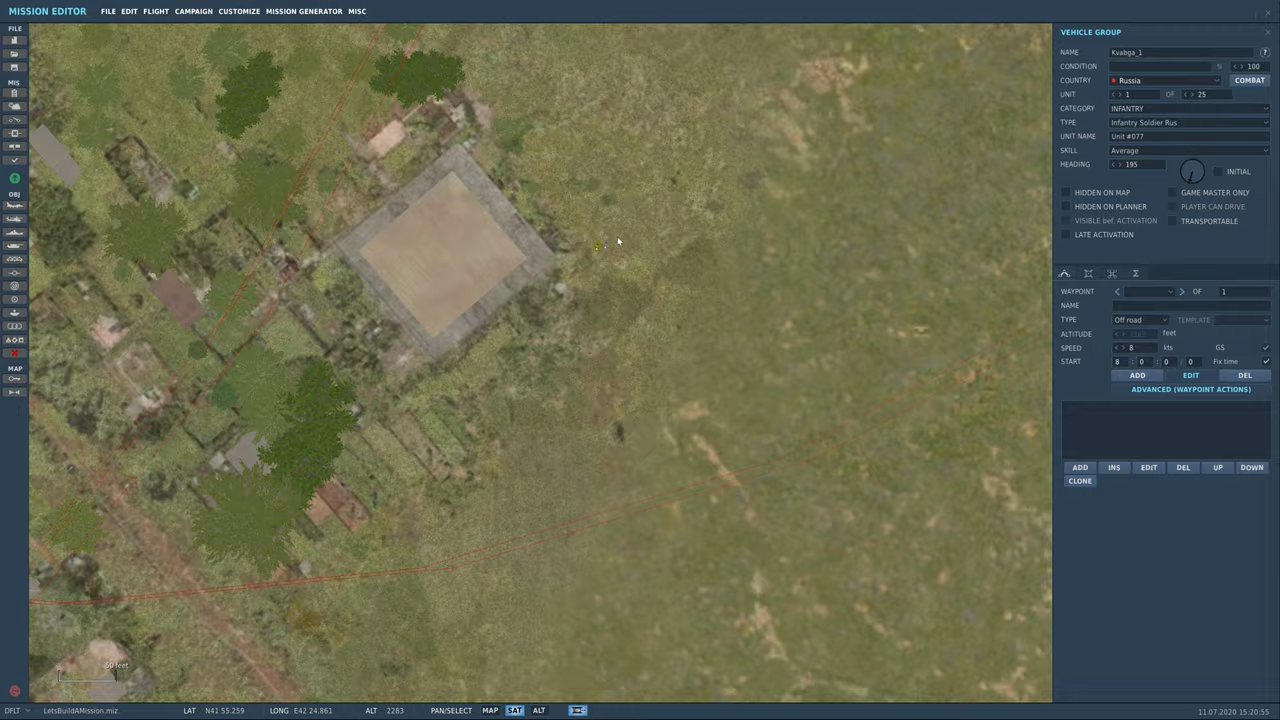 MISSION EDITOR FILE EDIT FLIGHT CAMPAIGN CUSTOMIZE MISSION GENERATOR MISC
FILE
MIS
OBJ
MAP
50 feet
VEHICLE GROUP
NAME Kvabga_1 ?
CONDITION % 100
COUNTRY Russia COMBAT
UNIT 1 OF 25
CATEGORY INFANTRY
TYPE Infantry Soldier Rus
UNIT NAME Unit #077
SKILL Average
HEADING 195 INITIAL
HIDDEN ON MAP GAME MASTER ONLY
HIDDEN ON PLANNER PLAYER CAN DRIVE
VISIBLE bef. ACTIVATION TRANSPORTABLE
LATE ACTIVATION
WAYPOINT OF 1
NAME
TYPE Off road TEMPLATE
ALTITUDE feet
SPEED 8 kts GS
START 8 : 0 : 0 / 0 Fix time
ADD EDIT DEL
ADVANCED (WAYPOINT ACTIONS)
ADD INS EDIT DEL UP DOWN
CLONE
DFLT LetsBuildAMission.miz LAT N41 55.259 LONG E42 24.861 ALT 2283 PAN/SELECT MAP SAT ALT 11.07.2020 15:20:55